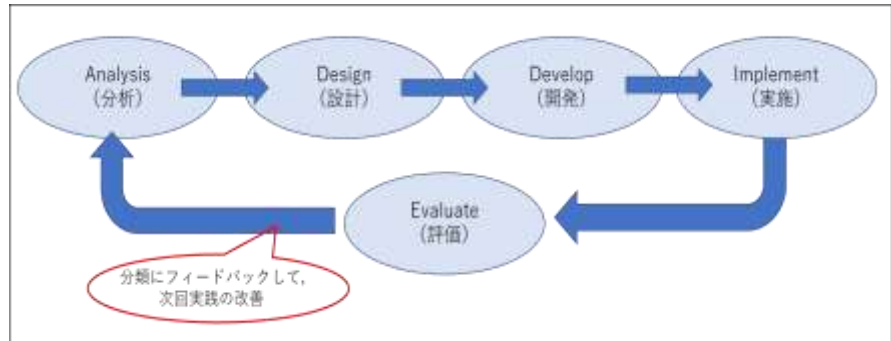 Analysis
(分析)
Design
(設計)
Develop
(開発)
Implement
(実施)
Evaluate
(評価)
分類にフィードバックして，
次回実践の改善